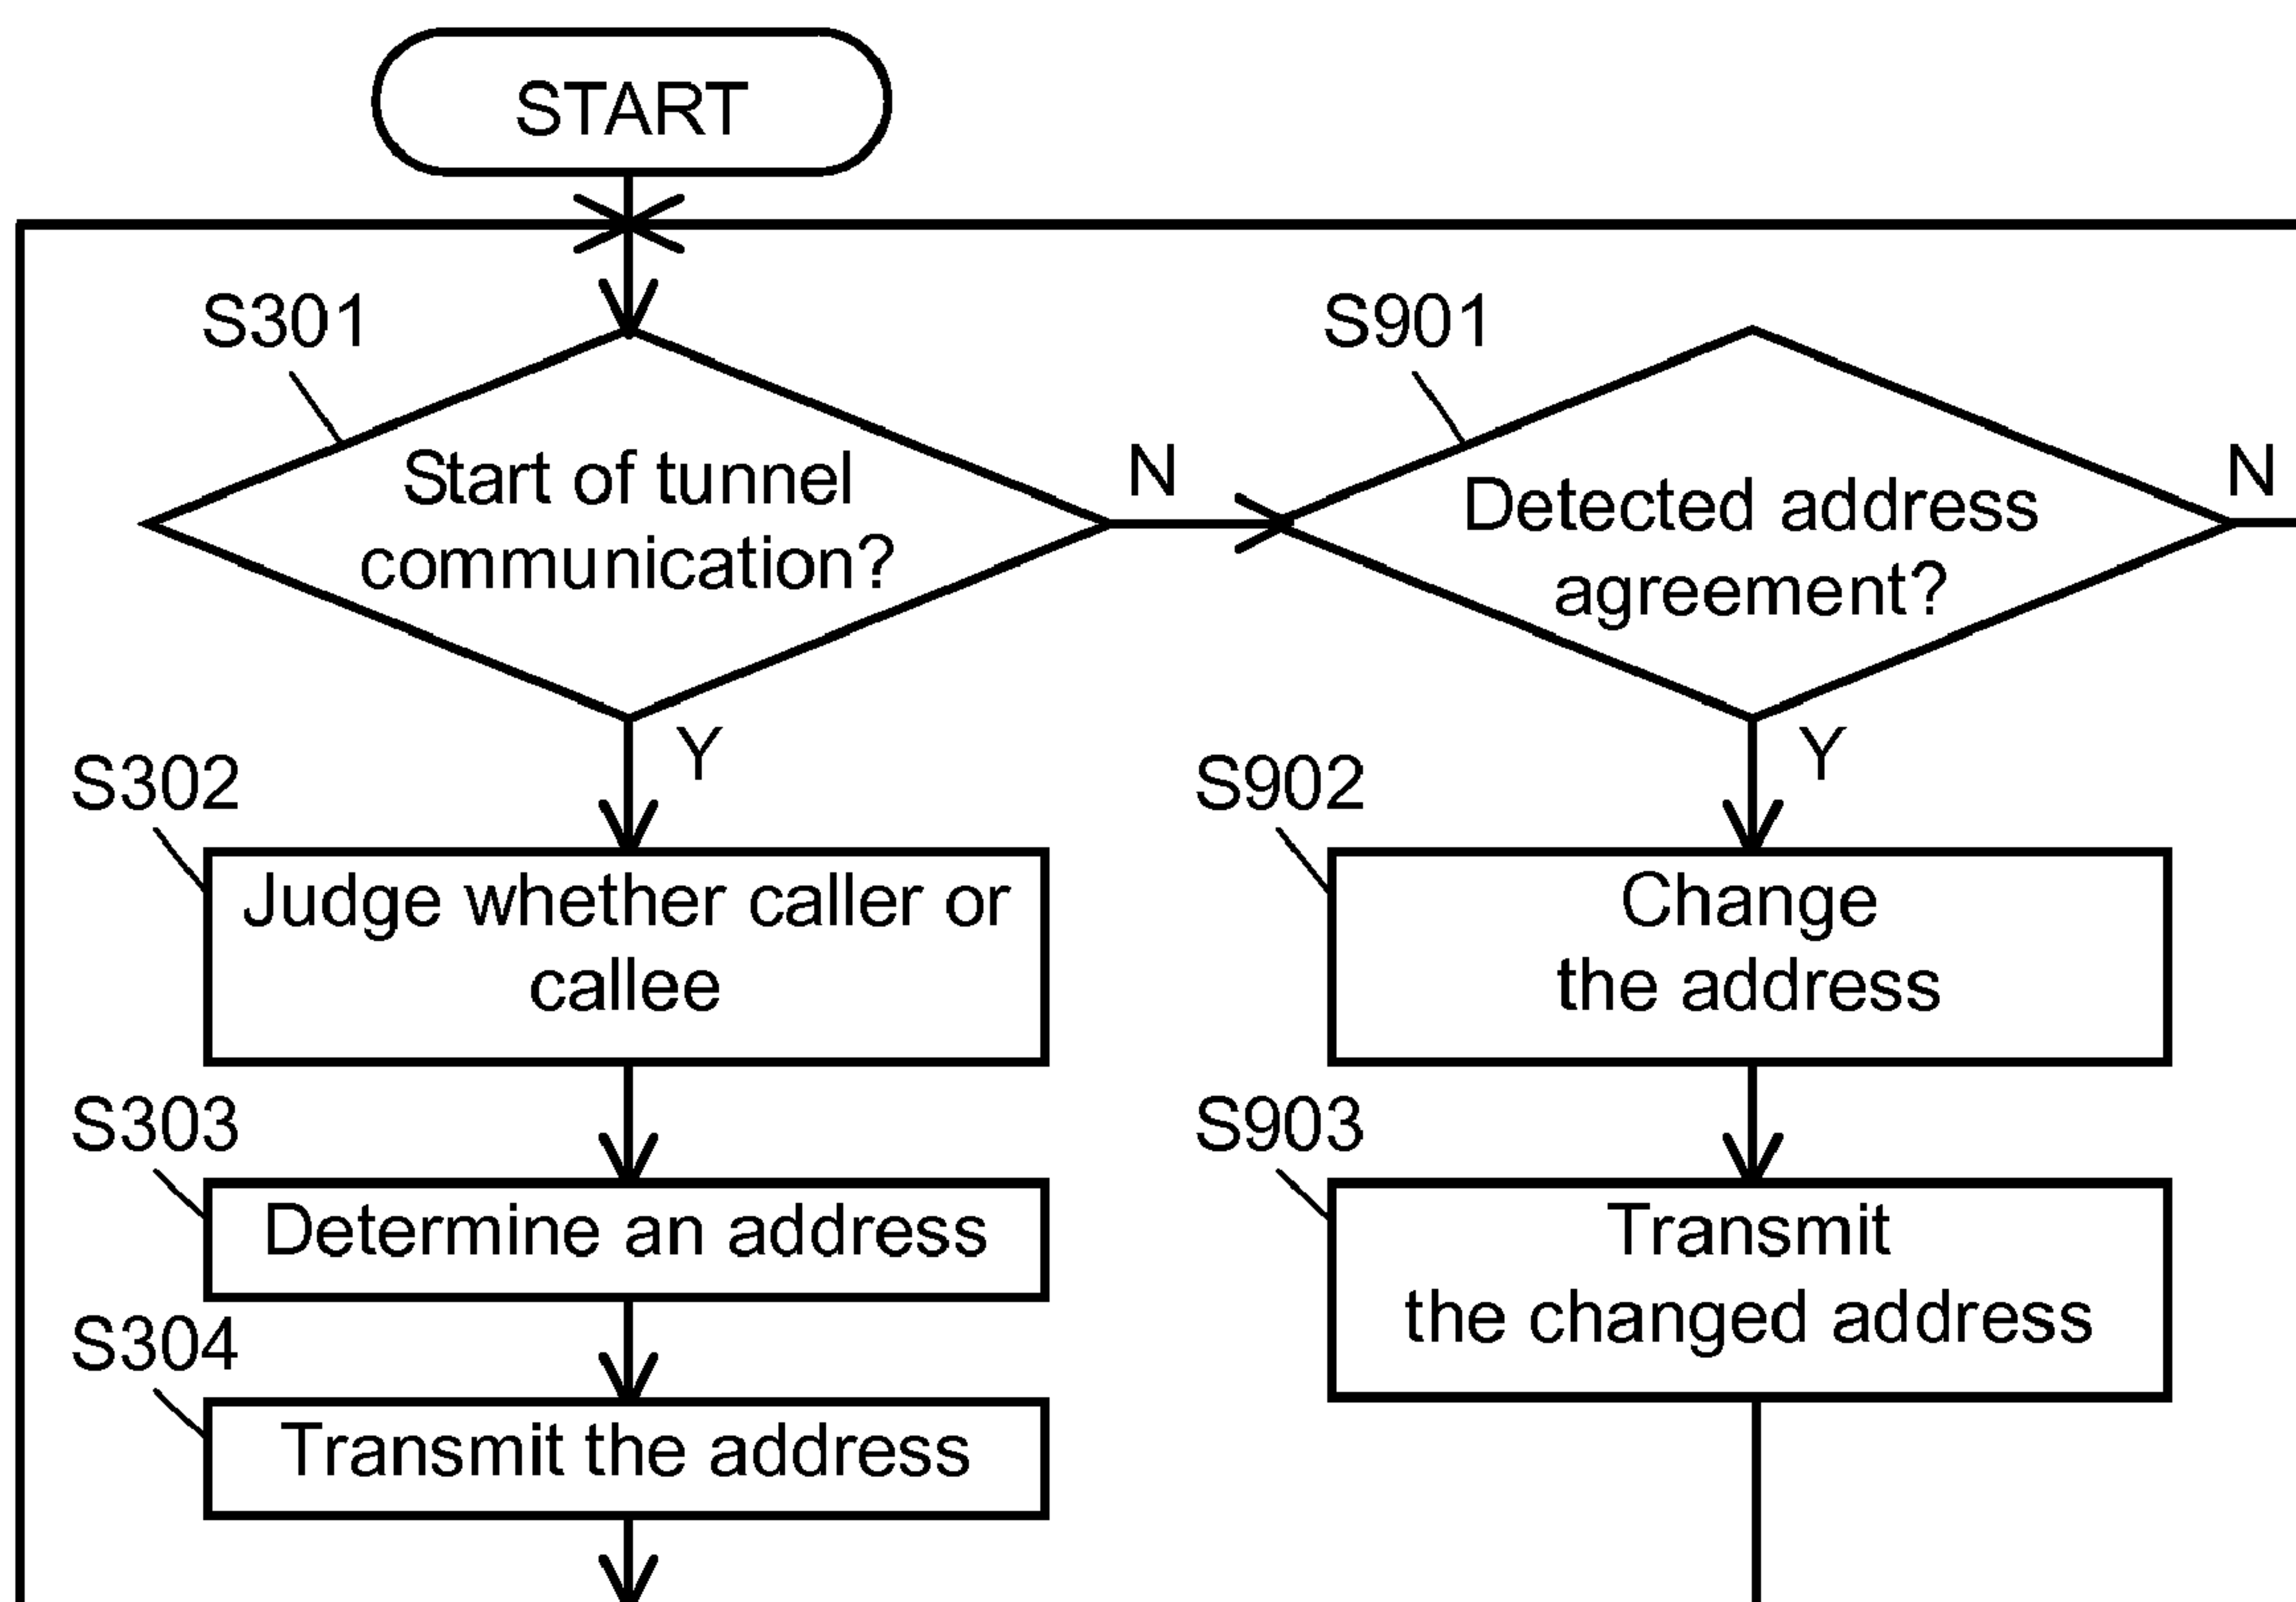 START
S301
Start of tunnel
communication?
N
Y
S302
Judge whether caller or
callee
S303
Determine an address
S304
Transmit the address
S901
Detected address
agreement?
N
Y
S902
Change
the address
S903
Transmit
the changed address